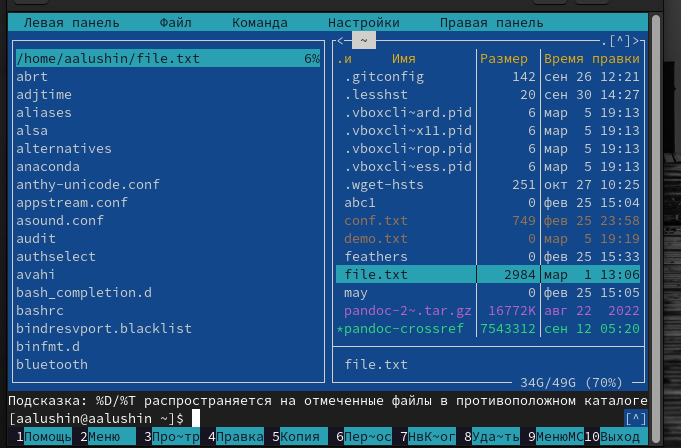 Левая панель Файл Команда Настройки Правая панель
< ~ .[^]>
/home/aalushin/file.txt 6%
abrt
adjtime
aliases
alsa
alternatives
anaconda
anthy-unicode.conf
appstream.conf
asound.conf
audit
authselect
avahi
bash_completion.d
bashrc
bindresvport.blacklist
binfmt.d
bluetooth
.и Имя Размер Время правки
.gitconfig 142 сен 26 12:21
.lesshst 20 сен 30 14:27
.vboxcli~ard.pid 6 мар 5 19:13
.vboxcli~x11.pid 6 мар 5 19:13
.vboxcli~rop.pid 6 мар 5 19:13
.vboxcli~ess.pid 6 мар 5 19:13
.wget-hsts 251 окт 27 10:25
abc1 0 фев 25 15:04
conf.txt 749 фев 25 23:58
demo.txt 0 мар 5 19:19
feathers 0 фев 25 15:33
file.txt 2984 мар 1 13:06
may 0 фев 25 15:05
pandoc-2~.tar.gz 16772K авг 22 2022
*pandoc-crossref 7543312 сен 12 05:20
file.txt
34G/49G (70%)
Подсказка: %D/%T распространяется на отмеченные файлы в противоположном каталоге
[aalushin@aalushin ~]$ [^]
1Помощь 2Меню 3Про~тр 4Правка 5Копия 6Пер~ос 7НвК~ог 8Уда~ть 9МенюМС 10Выход